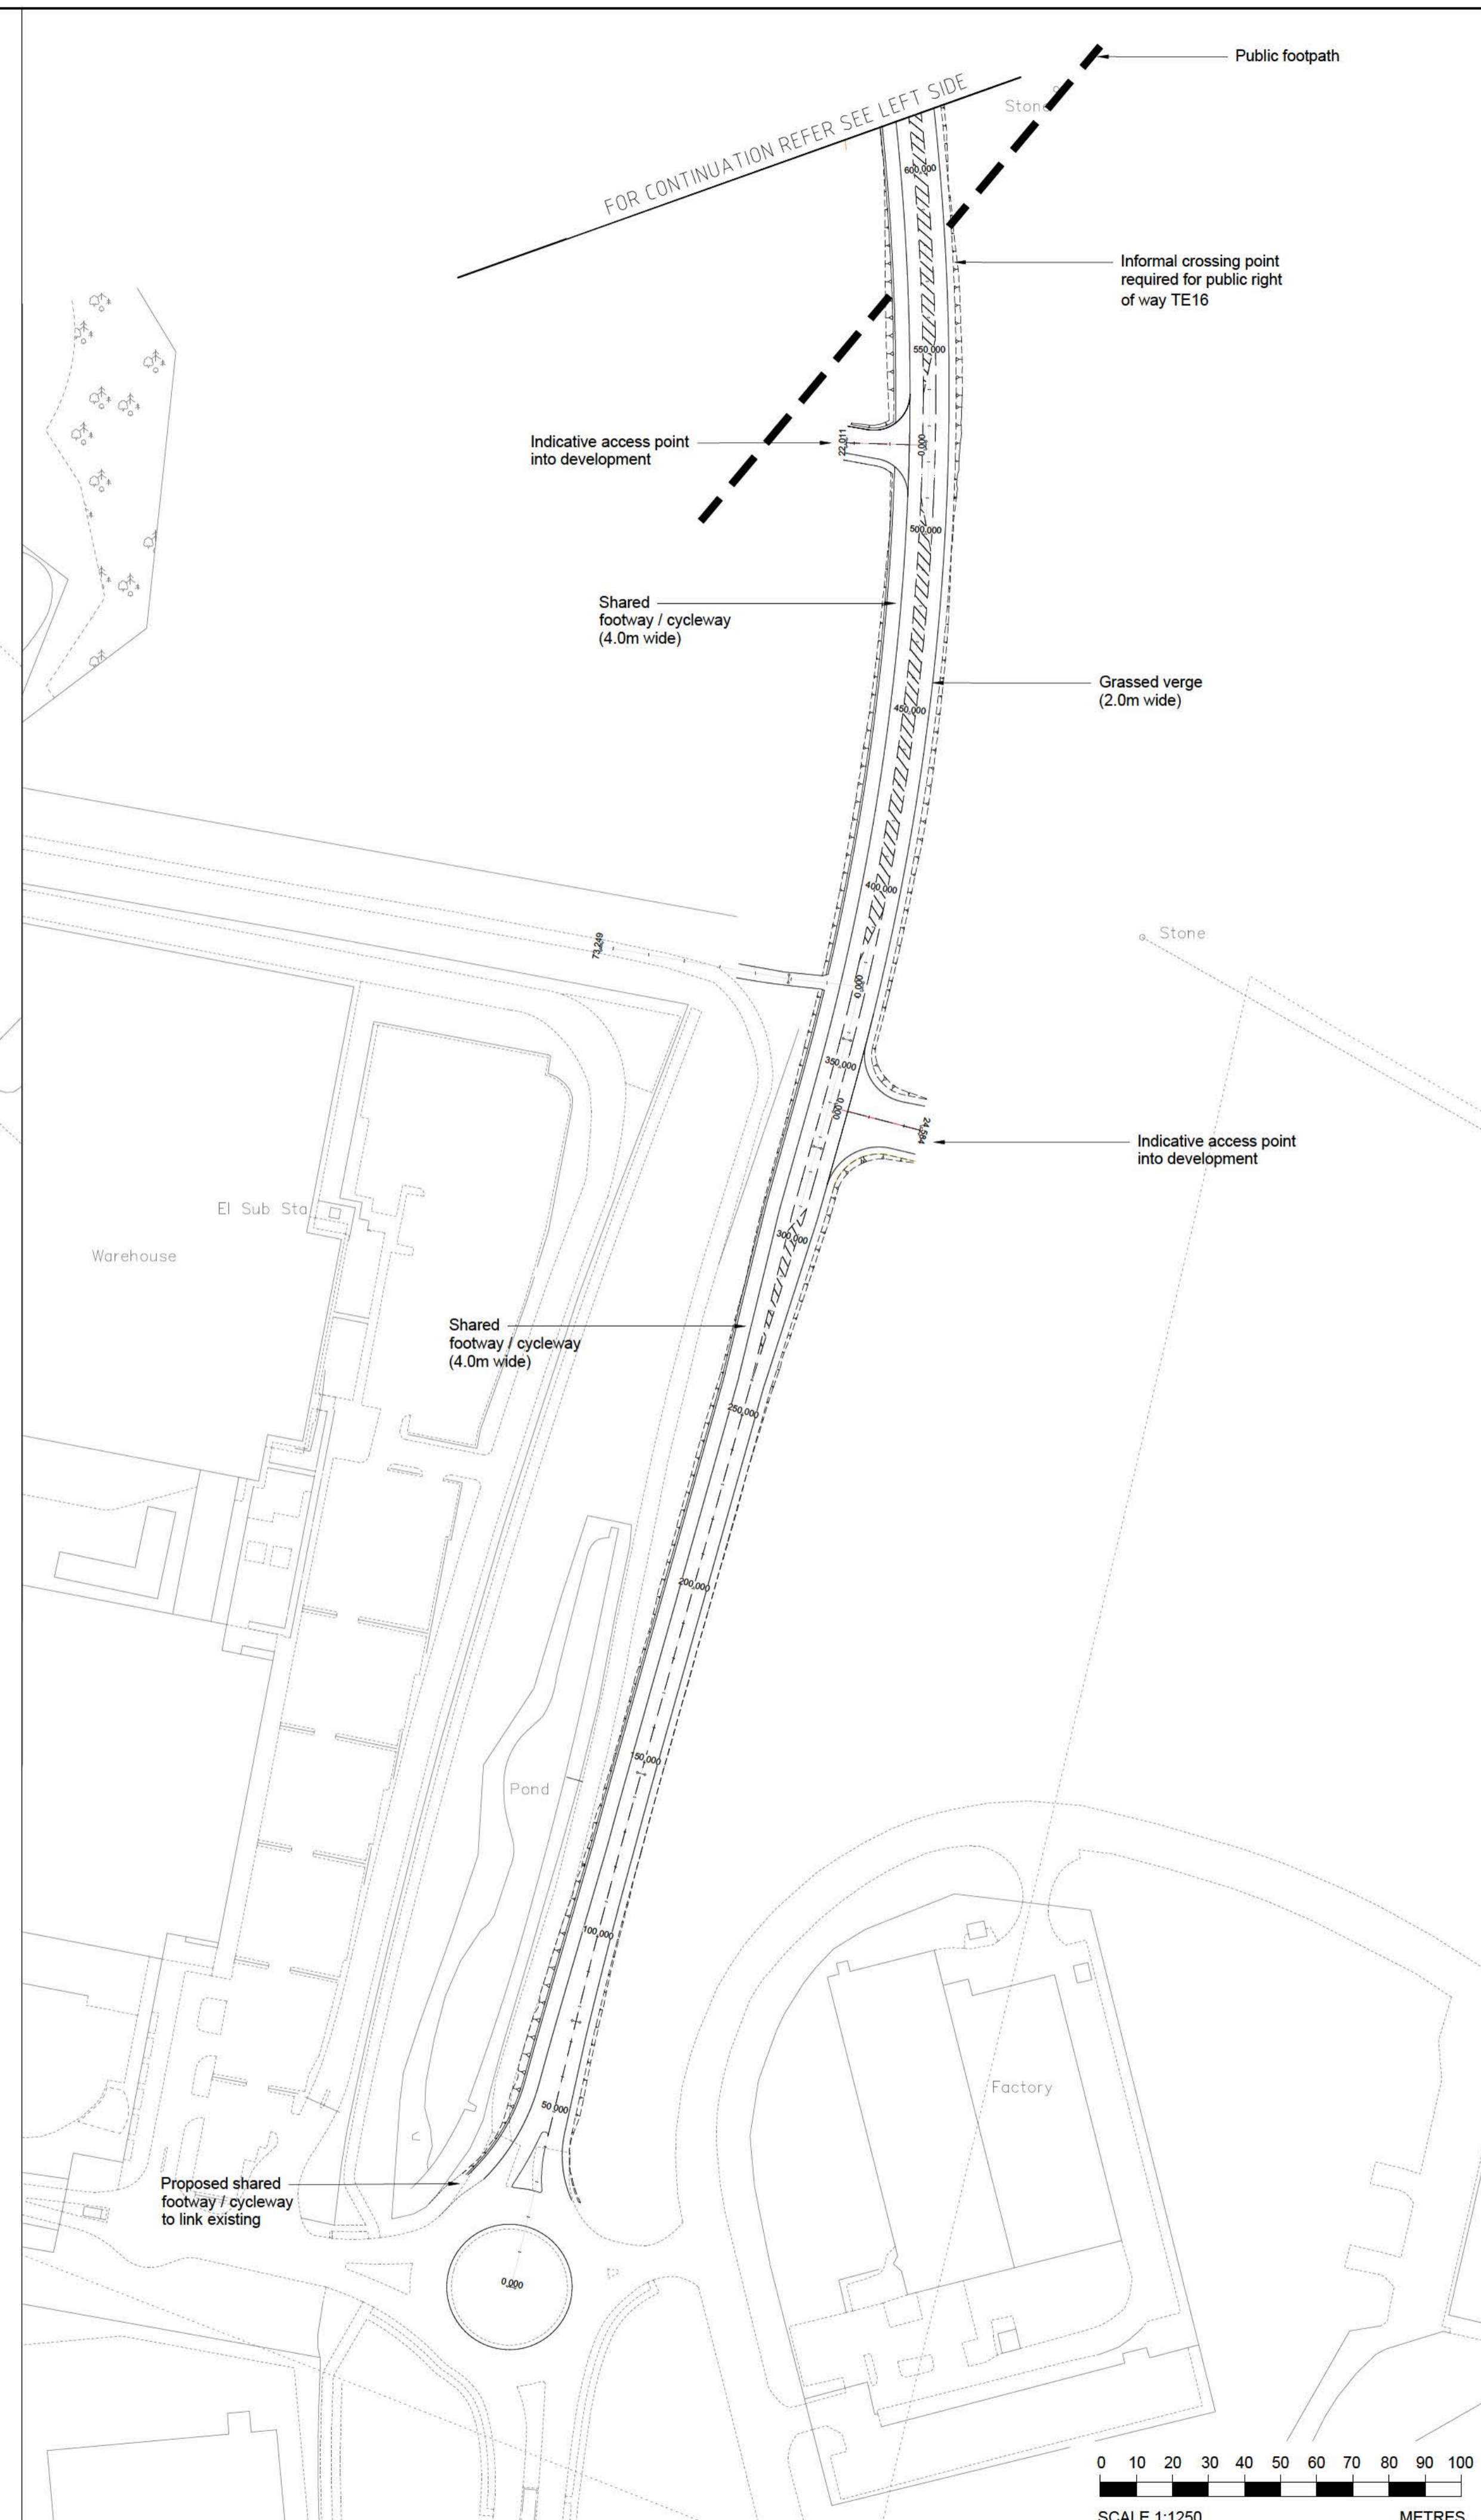 Public footpath
FOR CONTINUATION REFER SEE LEFT SIDE
Stone
600.000
Informal crossing point
required for public right
of way TE16
550.000
Indicative access point
into development
22.011
0.000
500.000
Shared
footway / cycleway
(4.0m wide)
Grassed verge
(2.0m wide)
450.000
400.000
Stone
73.249
0.000
350.000
0.000
24.584
Indicative access point
into development
El Sub Sta
300.000
Warehouse
Shared
footway / cycleway
(4.0m wide)
250.000
200.000
150.000
Pond
100.000
Factory
50.000
Proposed shared
footway / cycleway
to link existing
0.000
0 10 20 30 40 50 60 70 80 90 100
SCALE 1:1250 METRES